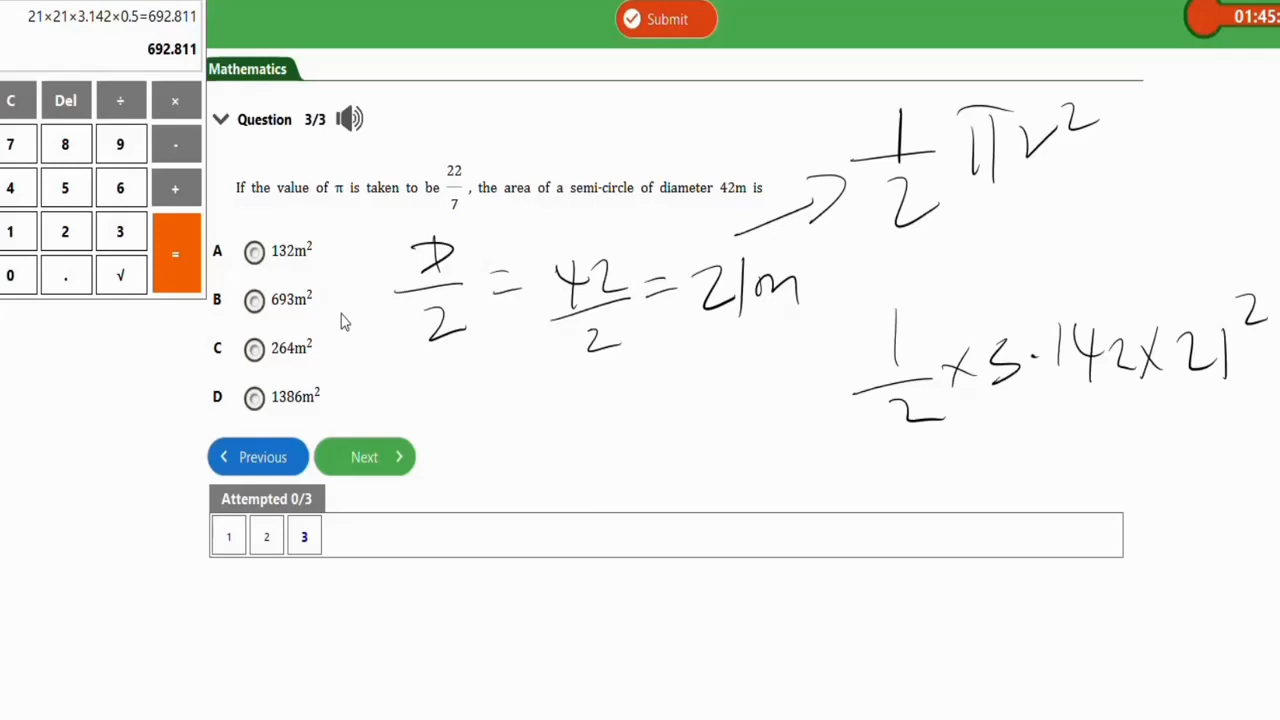 21×21×3.142×0.5=692.811
692.811
C Del ÷ ×
7 8 9 -
4 5 6 +
1 2 3 =
0 . √
Submit
01:45:
Mathematics
Question 3/3
If the value of π is taken to be 22/7, the area of a semi-circle of diameter 42m is
A 132m²
B 693m²
C 264m²
D 1386m²
1/2 πr²
D/2 = 42/2 = 21m
1/2 × 3.142 × 21²
Previous
Next
Attempted 0/3
1 2 3